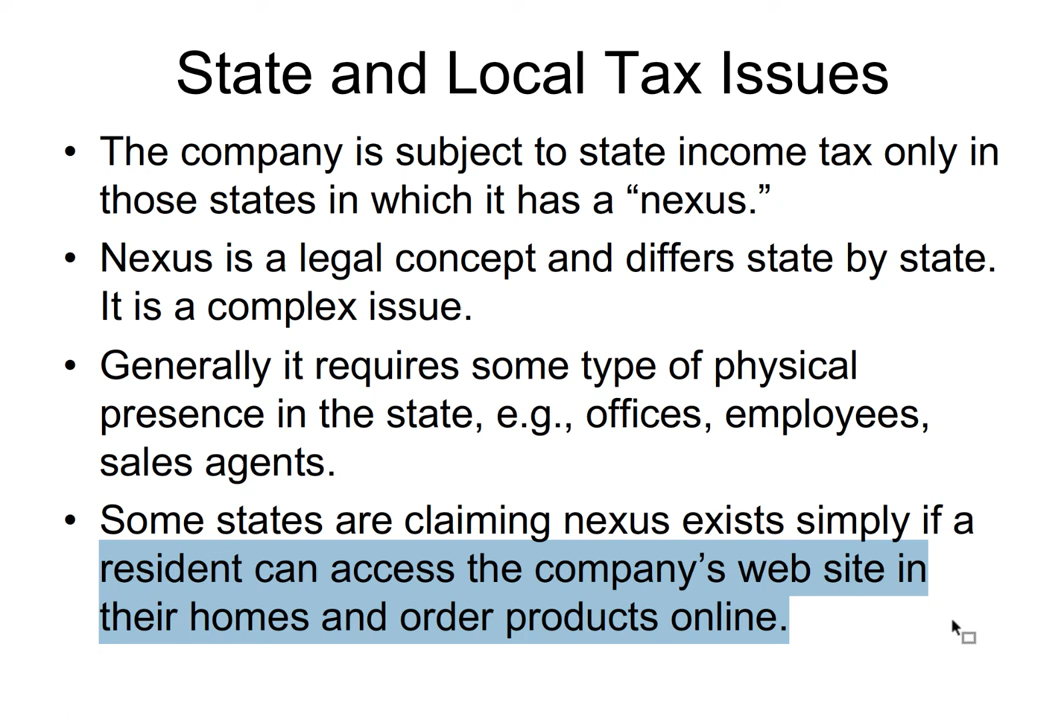 State and Local Tax Issues
• The company is subject to state income tax only in
those states in which it has a “nexus.”
• Nexus is a legal concept and differs state by state.
It is a complex issue.
• Generally it requires some type of physical
presence in the state, e.g., offices, employees,
sales agents.
• Some states are claiming nexus exists simply if a
resident can access the company’s web site in
their homes and order products online.